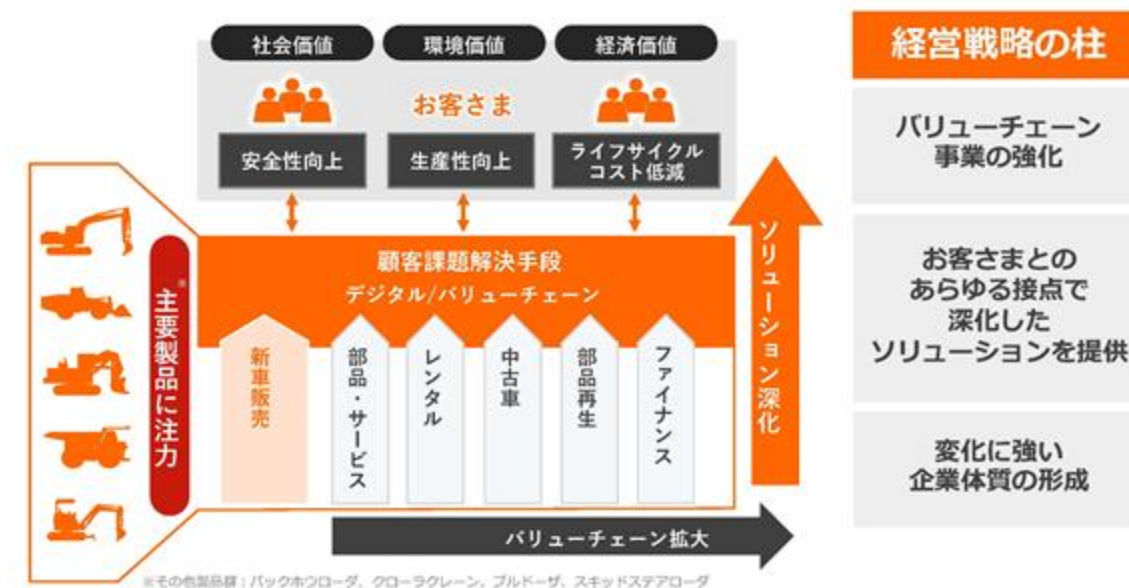 社会価値
環境価値
経済価値
お客さま
安全性向上
生産性向上
ライフサイクル
コスト低減
顧客課題解決手段
デジタル/バリューチェーン
※
主要製品に注力
新車販売
部品・サービス
レンタル
中古車
部品再生
ファイナンス
ソリューション深化
バリューチェーン拡大
※その他製品群：バックホウローダ、クローラクレーン、ブルドーザ、スキッドステアローダ
経営戦略の柱
バリューチェーン
事業の強化
お客さまとの
あらゆる接点で
深化した
ソリューションを提供
変化に強い
企業体質の形成